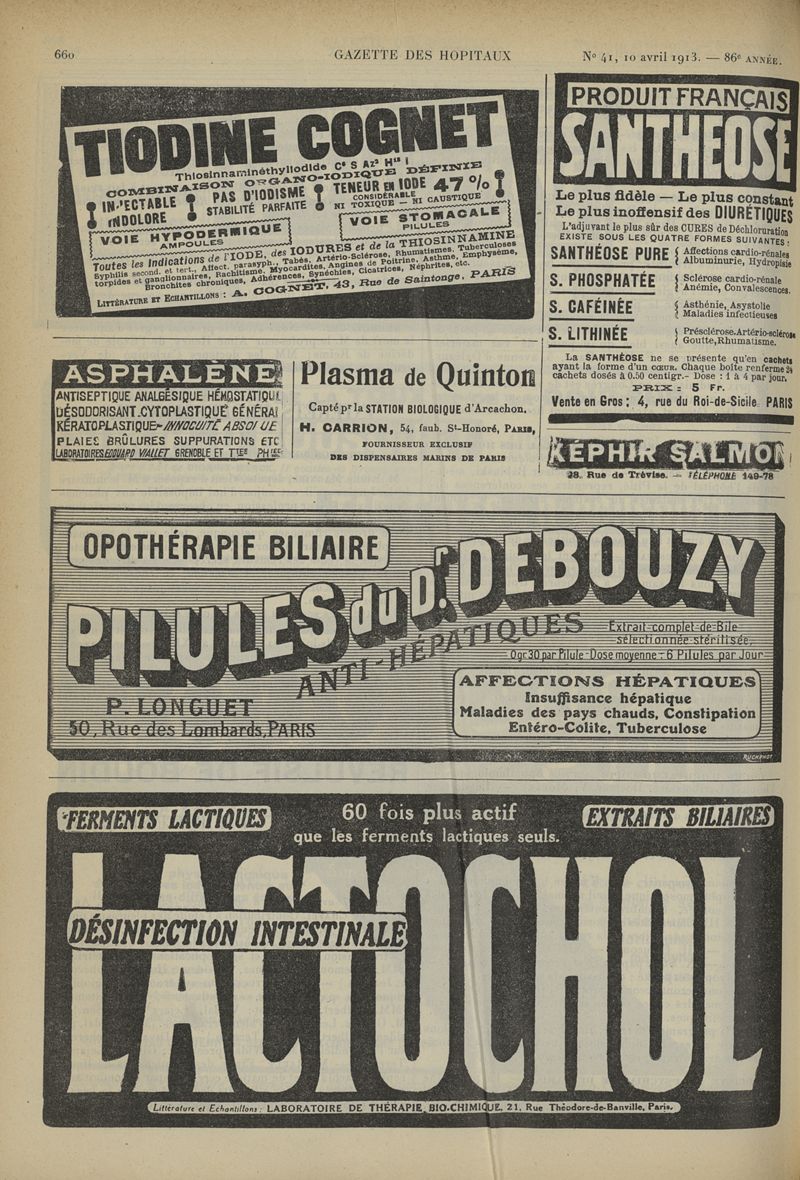 660
GAZETTE DES HOPITAUX
N° 41, 10 avril 1913. — 86e ANNÉE.
TIODINE COGNET
Thiosinnaminéthyliodide C6 S Az2 H13 I
COMBINAISON ORGANO-IODIQUE DÉFINIE
INJECTABLE
INDOLORE
PAS D'IODISME
STABILITÉ PARFAITE
TENEUR EN IODE 47 %
CONSIDÉRABLE
NI TOXIQUE — NI CAUSTIQUE
VOIE HYPODERMIQUE
AMPOULES
VOIE STOMACALE
PILULES
Toutes les Indications de l'IODE, des IODURES et de la THIOSINNAMINE
Syphilis second. et tert., Affect. parasyph., Tabès, Artério-Sclérose, Rhumatismes, Tuberculoses
torpides et ganglionnaires, Rachitisme, Myocardites, Angines de Poitrine, Asthme, Emphysème,
Bronchites chroniques, Adhérences, Synéchies, Cicatrices, Néphrites, etc.
LITTÉRATURE ET ECHANTILLONS : A. COGNET, 43, Rue de Saintonge, PARIS
PRODUIT FRANÇAIS
SANTHEOSE
Le plus fidèle — Le plus constant
Le plus inoffensif des DIURÉTIQUES
L'adjuvant le plus sûr des CURES de Déchloruration
EXISTE SOUS LES QUATRE FORMES SUIVANTES :
SANTHÉOSE PURE { Affections cardio-rénales
Albuminurie, Hydropisie
S. PHOSPHATÉE { Sclérose cardio-rénale
Anémie, Convalescences.
S. CAFÉINÉE { Asthénie, Asystolie
Maladies infectieuses
S. LITHINÉE { Présclérose.Artério-sclérose
Goutte,Rhumatisme.
La SANTHÉOSE ne se présente qu'en cachets
ayant la forme d'un cœur. Chaque boîte renferme 24
cachets dosés à 0.50 centigr.- Dose : 1 à 4 par jour.
PRIX : 5 Fr.
Vente en Gros : 4, rue du Roi-de-Sicile PARIS
ASPHALÈNE
ANTISEPTIQUE ANALGÉSIQUE HÉMOSTATIQUE
DÉSODORISANT.CYTOPLASTIQUE GÉNÉRAL
KÉRATOPLASTIQUE-INNOCUITÉ ABSOLUE
PLAIES BRÛLURES SUPPURATIONS ETC
LABORATOIRES EDOUARD VIALLET GRENOBLE ET TTES PHIES
Plasma de Quinton
Capté pr la STATION BIOLOGIQUE d'Arcachon.
H. CARRION, 54, faub. St-Honoré, PARIS,
FOURNISSEUR EXCLUSIF
DES DISPENSAIRES MARINS DE PARIS
KÉPHIR SALMON
28, Rue de Trévise. — TÉLÉPHONE 149-78
OPOTHÉRAPIE BILIAIRE
PILULES du Dr DEBOUZY
ANTI-HÉPATIQUES
Extrait complet de Bile
sélectionnée stérilisée,
0gr30 par Pilule - Dose moyenne : 6 Pilules par Jour
P. LONGUET
50, Rue des Lombards, PARIS
AFFECTIONS HÉPATIQUES
Insuffisance hépatique
Maladies des pays chauds, Constipation
Entéro-Colite, Tuberculose
FERMENTS LACTIQUES
60 fois plus actif
que les ferments lactiques seuls.
EXTRAITS BILIAIRES
LACTOCHOL
DÉSINFECTION INTESTINALE
Littérature et Echantillons : LABORATOIRE DE THÉRAPIE BIO-CHIMIQUE, 21, Rue Théodore-de-Banville, Paris.